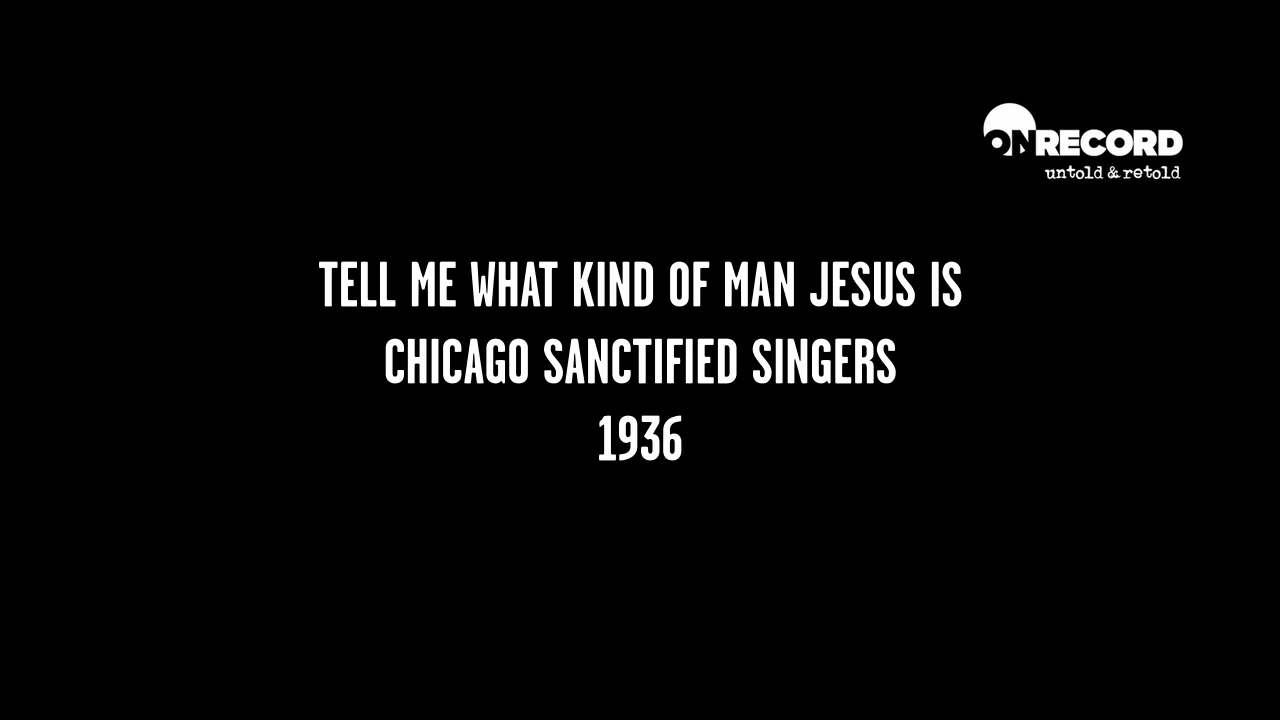 ONRECORD
untold & retold
TELL ME WHAT KIND OF MAN JESUS IS
CHICAGO SANCTIFIED SINGERS
1936